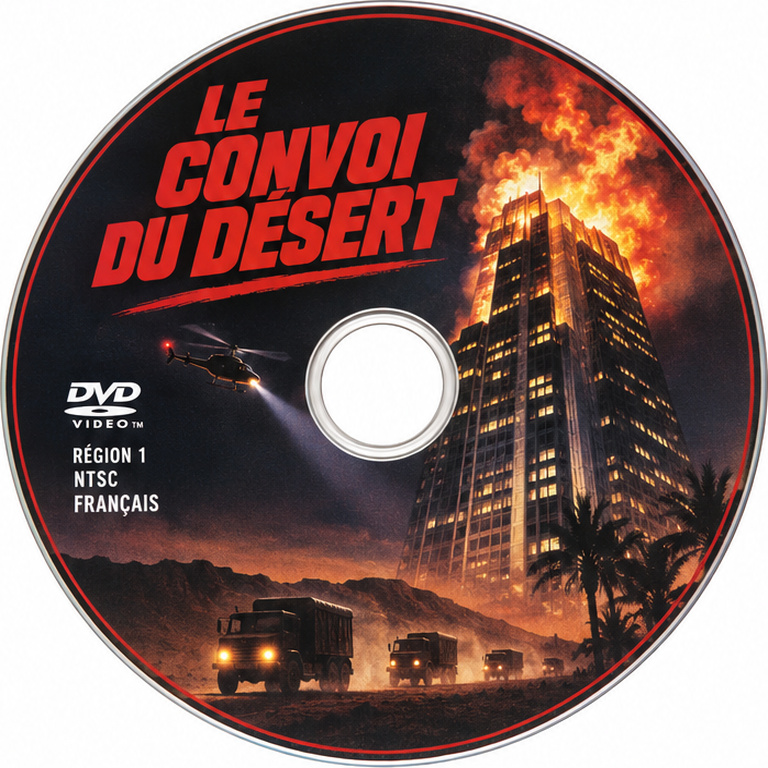 LE
CONVOI
DU DÉSERT
DVD
VIDEO™
RÉGION 1
NTSC
FRANÇAIS